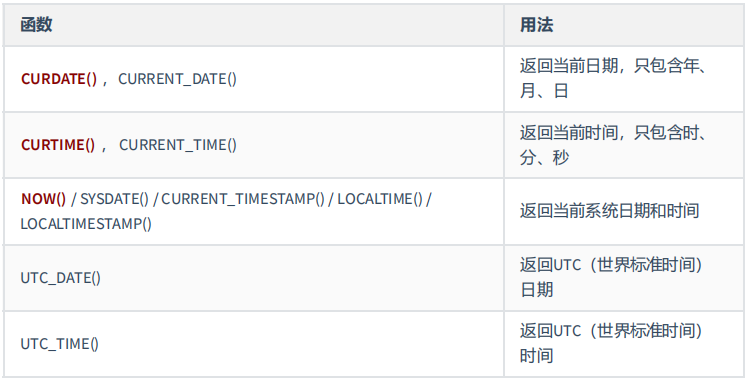 函数 用法
CURDATE() ，CURRENT_DATE() 返回当前日期，只包含年、
月、日
CURTIME() ，CURRENT_TIME() 返回当前时间，只包含时、
分、秒
NOW() / SYSDATE() / CURRENT_TIMESTAMP() / LOCALTIME() /
LOCALTIMESTAMP()
返回当前系统日期和时间
UTC_DATE() 返回UTC（世界标准时间）
日期
UTC_TIME() 返回UTC（世界标准时间）
时间